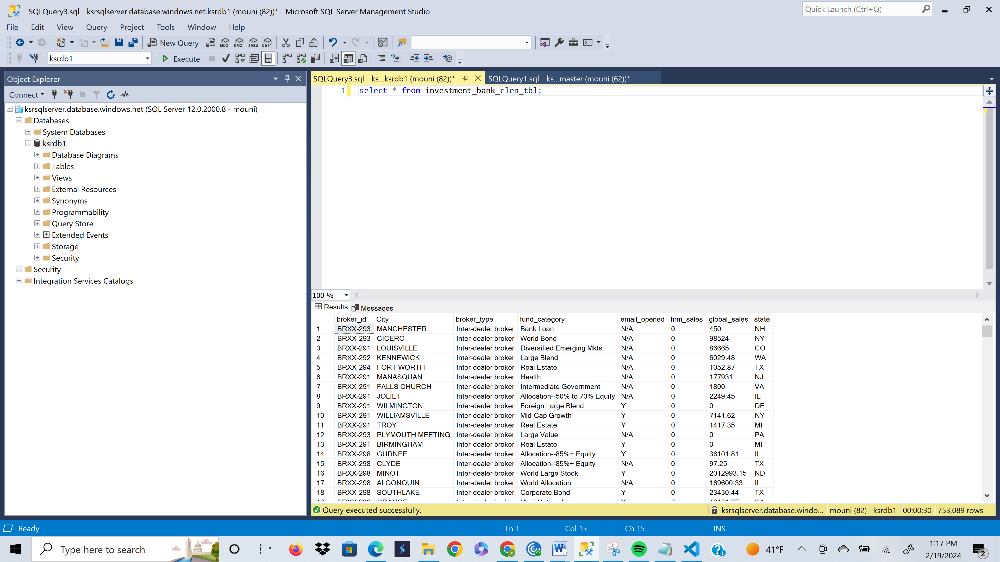 SQLQuery3.sql - ksrsqlserver.database.windows.net.ksrdb1 (mouni (82))* - Microsoft SQL Server Management Studio
Quick Launch (Ctrl+Q)
File Edit View Query Project Tools Window Help
New Query MDX DMX XMLA DAX
ksrdb1 Execute
Object Explorer
SQLQuery3.sql - ks...ksrdb1 (mouni (82))* SQLQuery1.sql - ks...master (mouni (62))*
Connect
1 select * from investment_bank_clen_tbl;
ksrsqlserver.database.windows.net (SQL Server 12.0.2000.8 - mouni)
Databases
System Databases
ksrdb1
Database Diagrams
Tables
Views
External Resources
Synonyms
Programmability
Query Store
Extended Events
Storage
Security
Security
Integration Services Catalogs
100 %
Results Messages
broker_id City broker_type fund_category email_opened firm_sales global_sales state
1 BRXX-293 MANCHESTER Inter-dealer broker Bank Loan N/A 0 450 NH
2 BRXX-293 CICERO Inter-dealer broker World Bond N/A 0 98524 NY
3 BRXX-291 LOUISVILLE Inter-dealer broker Diversified Emerging Mkts N/A 0 86665 CO
4 BRXX-292 KENNEWICK Inter-dealer broker Large Blend N/A 0 6029.48 WA
5 BRXX-294 FORT WORTH Inter-dealer broker Real Estate N/A 0 1052.87 TX
6 BRXX-291 MANASQUAN Inter-dealer broker Health N/A 0 177931 NJ
7 BRXX-291 FALLS CHURCH Inter-dealer broker Intermediate Government N/A 0 1800 VA
8 BRXX-291 JOLIET Inter-dealer broker Allocation--50% to 70% Equity N/A 0 2249.45 IL
9 BRXX-291 WILMINGTON Inter-dealer broker Foreign Large Blend Y 0 0 DE
10 BRXX-291 WILLIAMSVILLE Inter-dealer broker Mid-Cap Growth Y 0 7141.62 NY
11 BRXX-291 TROY Inter-dealer broker Real Estate Y 0 1417.35 MI
12 BRXX-293 PLYMOUTH MEETING Inter-dealer broker Large Value N/A 0 0 PA
13 BRXX-291 BIRMINGHAM Inter-dealer broker Real Estate Y 0 0 MI
14 BRXX-298 GURNEE Inter-dealer broker Allocation--85%+ Equity Y 0 36101.81 IL
15 BRXX-298 CLYDE Inter-dealer broker Allocation--85%+ Equity N/A 0 97.25 TX
16 BRXX-298 MINOT Inter-dealer broker World Large Stock Y 0 2012993.15 ND
17 BRXX-298 ALGONQUIN Inter-dealer broker World Allocation N/A 0 169600.33 IL
18 BRXX-298 SOUTHLAKE Inter-dealer broker Corporate Bond Y 0 23430.44 TX
Query executed successfully. ksrsqlserver.database.windo... mouni (82) ksrdb1 00:00:30 753,089 rows
Ready Ln 1 Col 15 Ch 15 INS
Type here to search 41°F 1:17 PM
2/19/2024 2